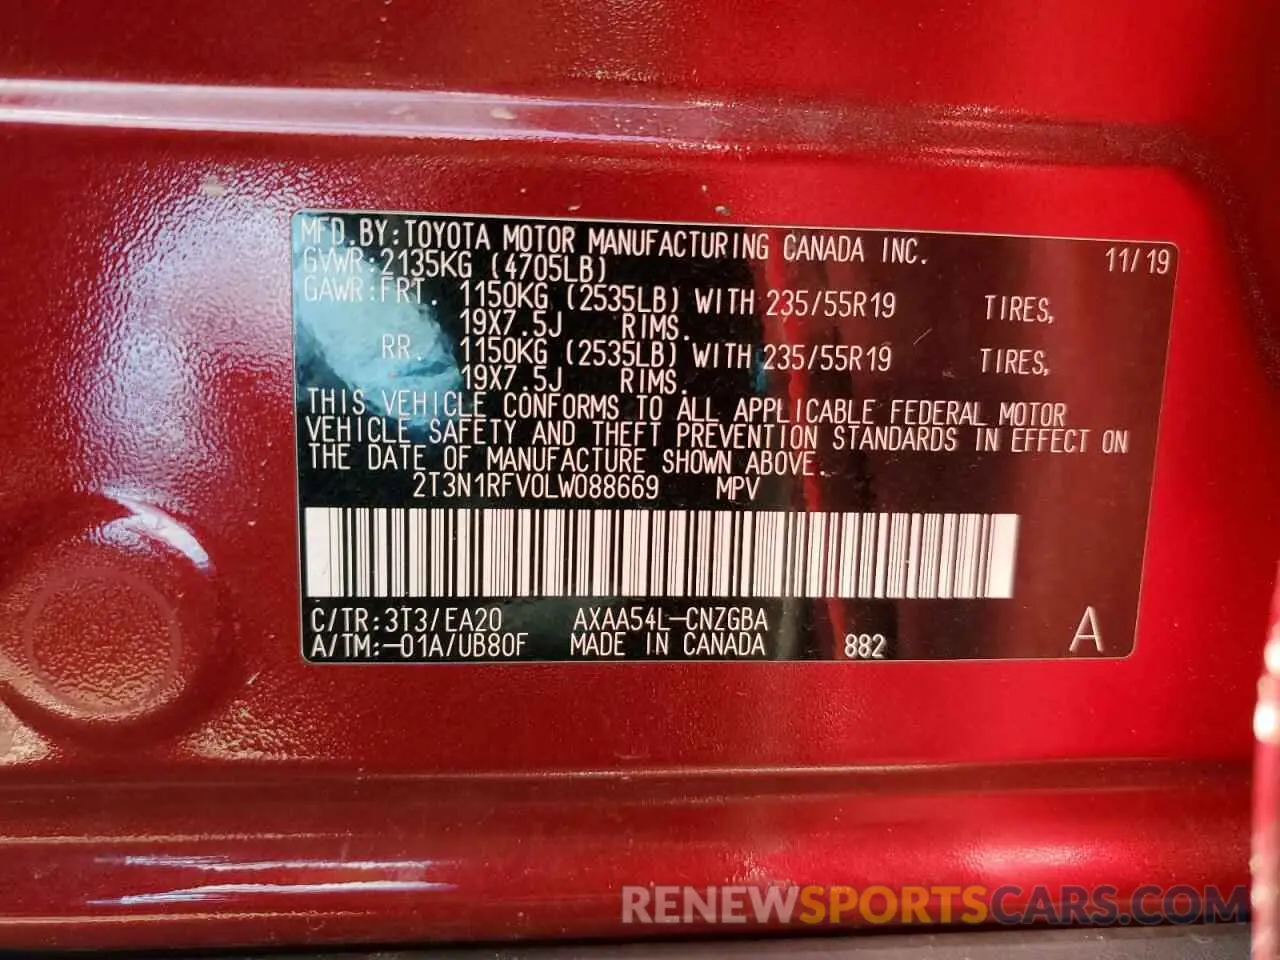 MFD.BY:TOYOTA MOTOR MANUFACTURING CANADA INC. 11/19
GVWR:2135KG (4705LB)
GAWR:FRT. 1150KG (2535LB) WITH 235/55R19 TIRES,
19X7.5J RIMS.
RR. 1150KG (2535LB) WITH 235/55R19 TIRES,
19X7.5J RIMS.
THIS VEHICLE CONFORMS TO ALL APPLICABLE FEDERAL MOTOR
VEHICLE SAFETY AND THEFT PREVENTION STANDARDS IN EFFECT ON
THE DATE OF MANUFACTURE SHOWN ABOVE.
2T3N1RFV0LW088669 MPV
C/TR:3T3/EA20 AXAA54L-CNZGBA
A/TM:-01A/UB80F MADE IN CANADA 882 A
RENEWSPORTSCARS.COM